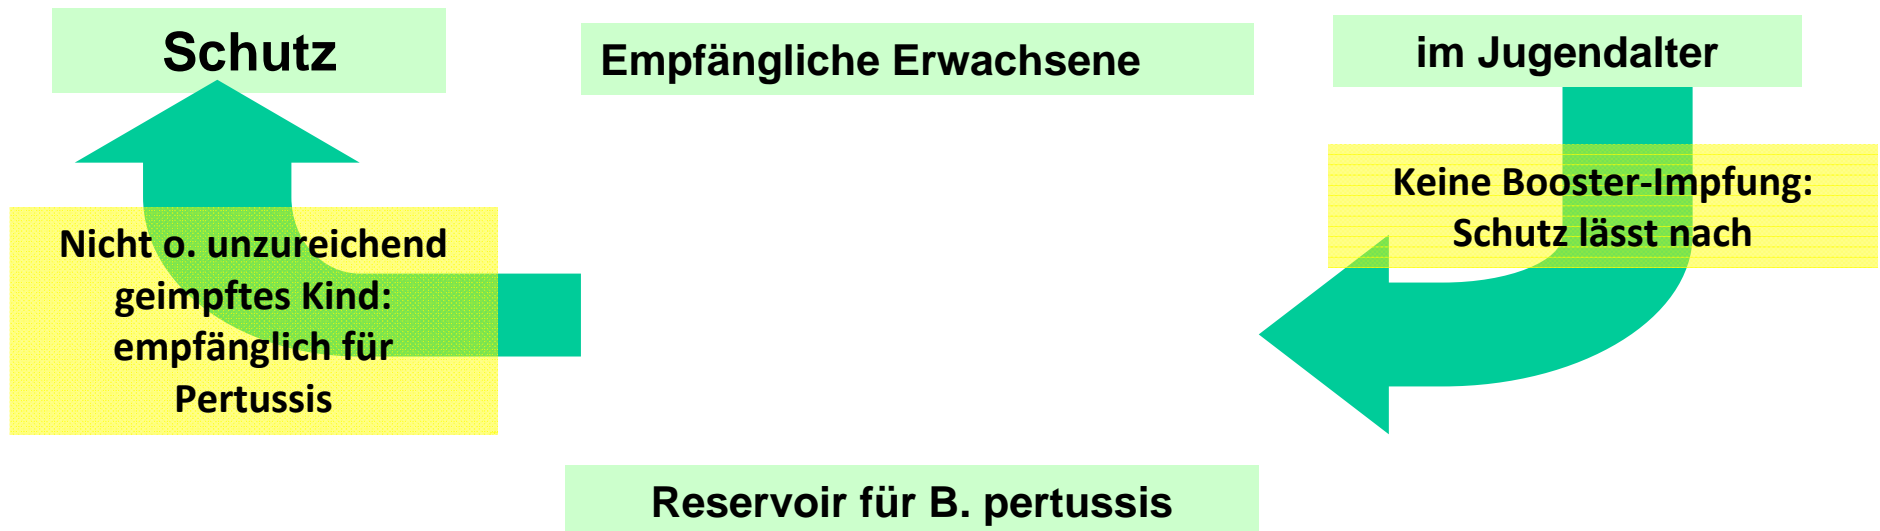 Schutz
Empfängliche Erwachsene
im Jugendalter
Keine Booster-Impfung:
Schutz lässt nach
Nicht o. unzureichend
geimpftes Kind:
empfänglich für
Pertussis
Reservoir für B. pertussis